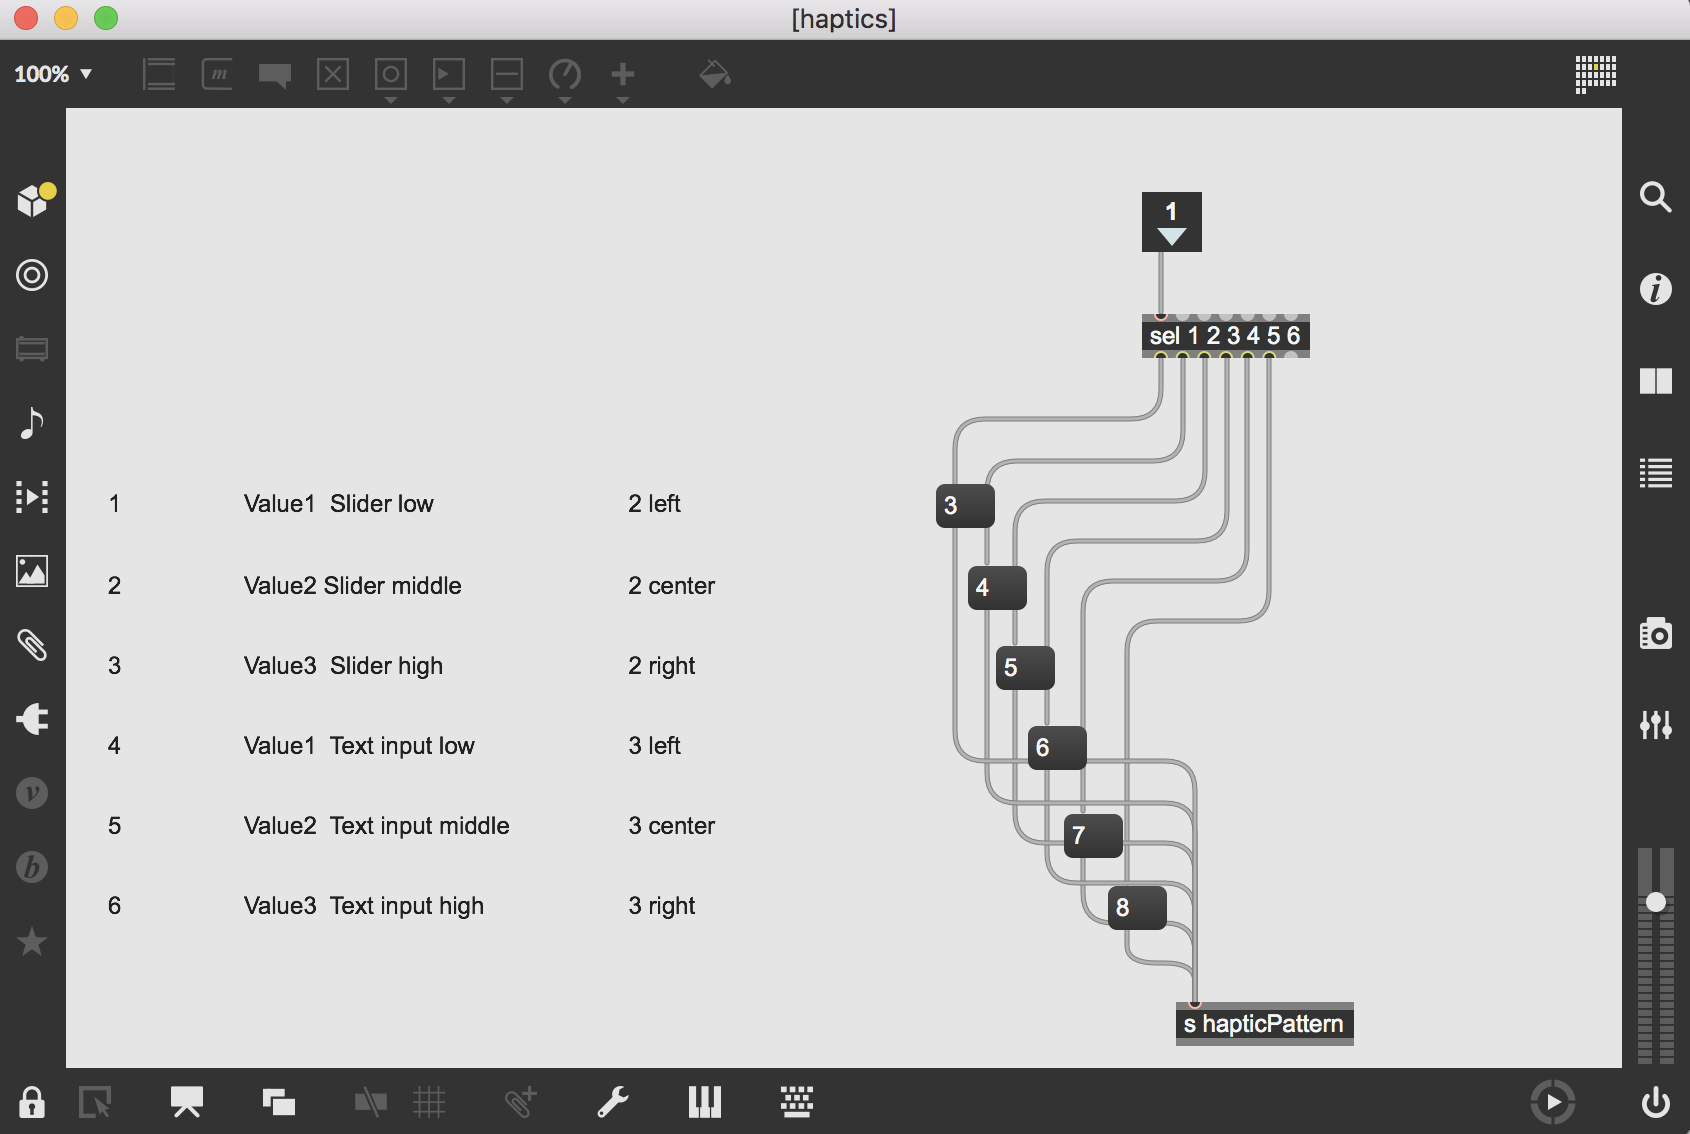 [haptics]
100%
m
1
sel 1 2 3 4 5 6
1 Value1 Slider low 2 left 3
2 Value2 Slider middle 2 center 4
3 Value3 Slider high 2 right 5
4 Value1 Text input low 3 left 6
5 Value2 Text input middle 3 center 7
6 Value3 Text input high 3 right 8
s hapticPattern
i
v
b